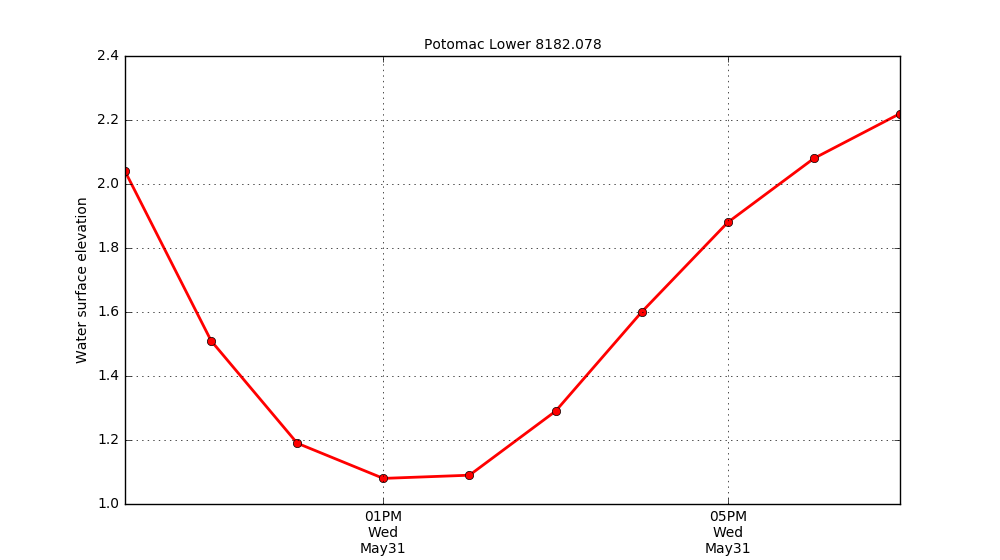 Potomac Lower 8182.078
Water surface elevation
2.4
2.2
2.0
1.8
1.6
1.4
1.2
1.0
01PM
Wed
May31
05PM
Wed
May31